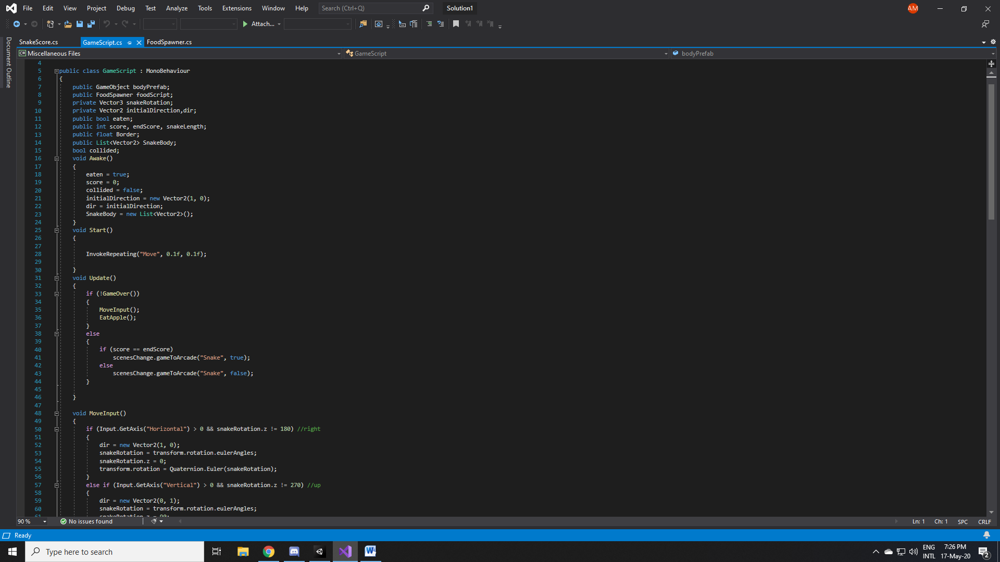 File Edit View Project Debug Test Analyze Tools Extensions Window Help Search (Ctrl+Q) Solution1 AM
Attach...
Document Outline
SnakeScore.cs GameScript.cs FoodSpawner.cs
C# Miscellaneous Files GameScript bodyPrefab
4
5 public class GameScript : MonoBehaviour
6 {
7 public GameObject bodyPrefab;
8 public FoodSpawner foodScript;
9 private Vector3 snakeRotation;
10 private Vector2 initialDirection,dir;
11 public bool eaten;
12 public int score, endScore, snakeLength;
13 public float Border;
14 public List<Vector2> SnakeBody;
15 bool collided;
16 void Awake()
17 {
18 eaten = true;
19 score = 0;
20 collided = false;
21 initialDirection = new Vector2(1, 0);
22 dir = initialDirection;
23 SnakeBody = new List<Vector2>();
24 }
25 void Start()
26 {
27
28 InvokeRepeating("Move", 0.1f, 0.1f);
29
30 }
31 void Update()
32 {
33 if (!GameOver())
34 {
35 MoveInput();
36 EatApple();
37 }
38 else
39 {
40 if (score == endScore)
41 scenesChange.gameToArcade("Snake", true);
42 else
43 scenesChange.gameToArcade("Snake", false);
44 }
45
46 }
47
48 void MoveInput()
49 {
50 if (Input.GetAxis("Horizontal") > 0 && snakeRotation.z != 180) //right
51 {
52 dir = new Vector2(1, 0);
53 snakeRotation = transform.rotation.eulerAngles;
54 snakeRotation.z = 0;
55 transform.rotation = Quaternion.Euler(snakeRotation);
56 }
57 else if (Input.GetAxis("Vertical") > 0 && snakeRotation.z != 270) //up
58 {
59 dir = new Vector2(0, 1);
60 snakeRotation = transform.rotation.eulerAngles;
61 snakeRotation.z = 90;
90 % No issues found Ln: 1 Ch: 1 SPC CRLF
Ready
Type here to search ENG 7:26 PM
INTL 17-May-20 2